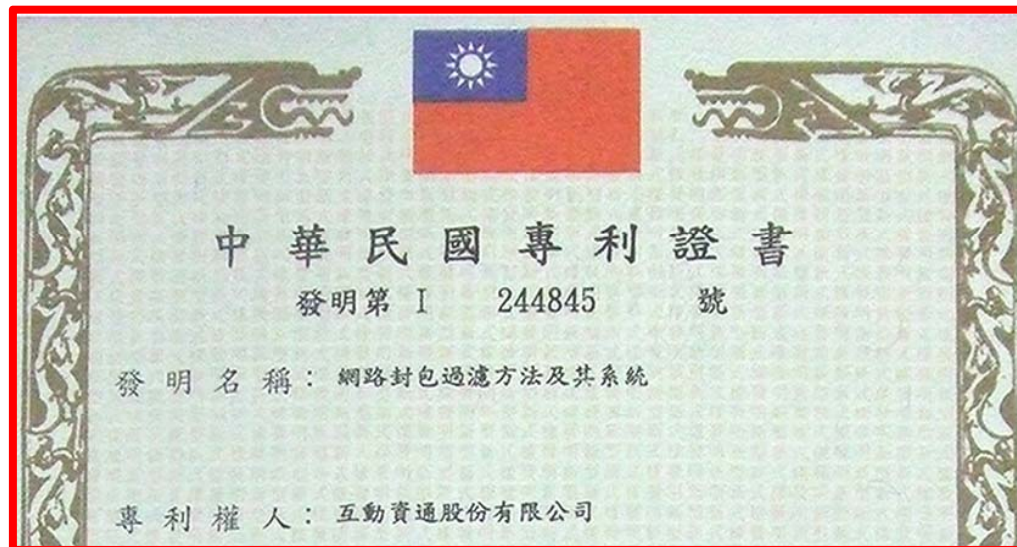 中華民國專利證書
發明第 I 244845 號
發明名稱：網路封包過濾方法及其系統
專利權人：互動資通股份有限公司